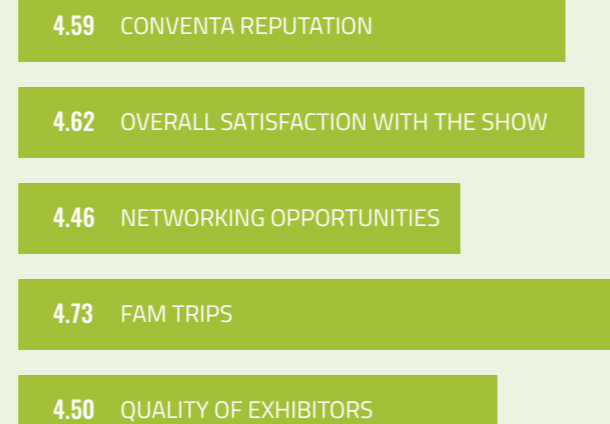 4.59 CONVENTA REPUTATION
4.62 OVERALL SATISFACTION WITH THE SHOW
4.46 NETWORKING OPPORTUNITIES
4.73 FAM TRIPS
4.50 QUALITY OF EXHIBITORS